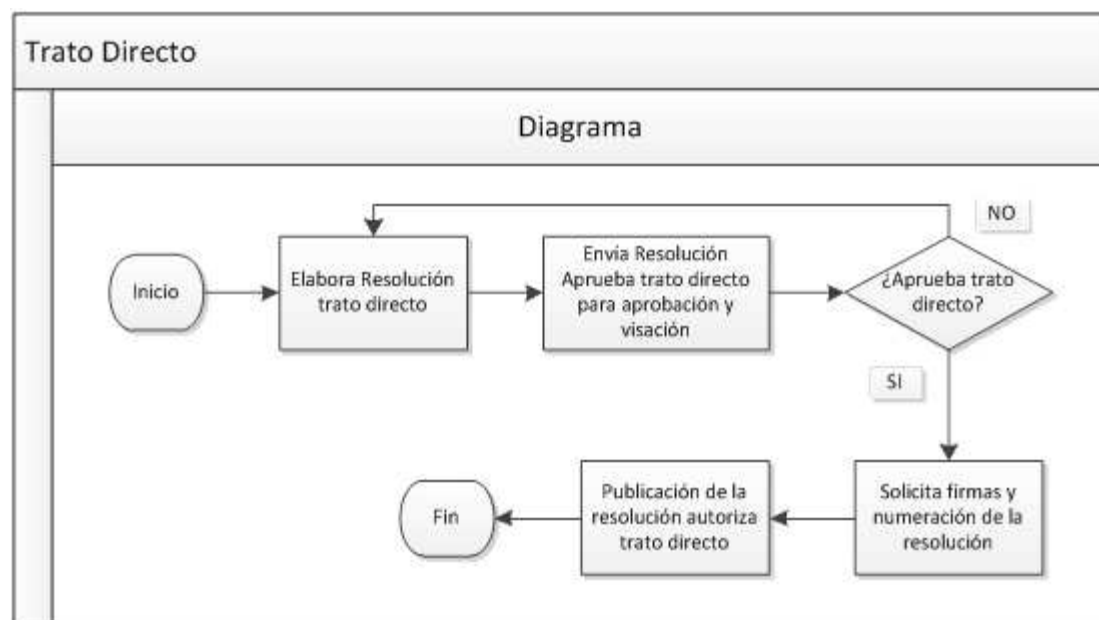 Trato Directo
Diagrama
NO
Inicio
Elabora Resolución
trato directo
Envía Resolución
Aprueba trato directo
para aprobación y
visación
¿Aprueba trato
directo?
SI
Fin
Publicación de la
resolución autoriza
trato directo
Solicita firmas y
numeración de la
resolución